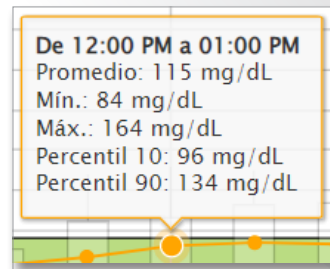 De 12:00 PM a 01:00 PM
Promedio: 115 mg/dL
Mín.: 84 mg/dL
Máx.: 164 mg/dL
Percentil 10: 96 mg/dL
Percentil 90: 134 mg/dL